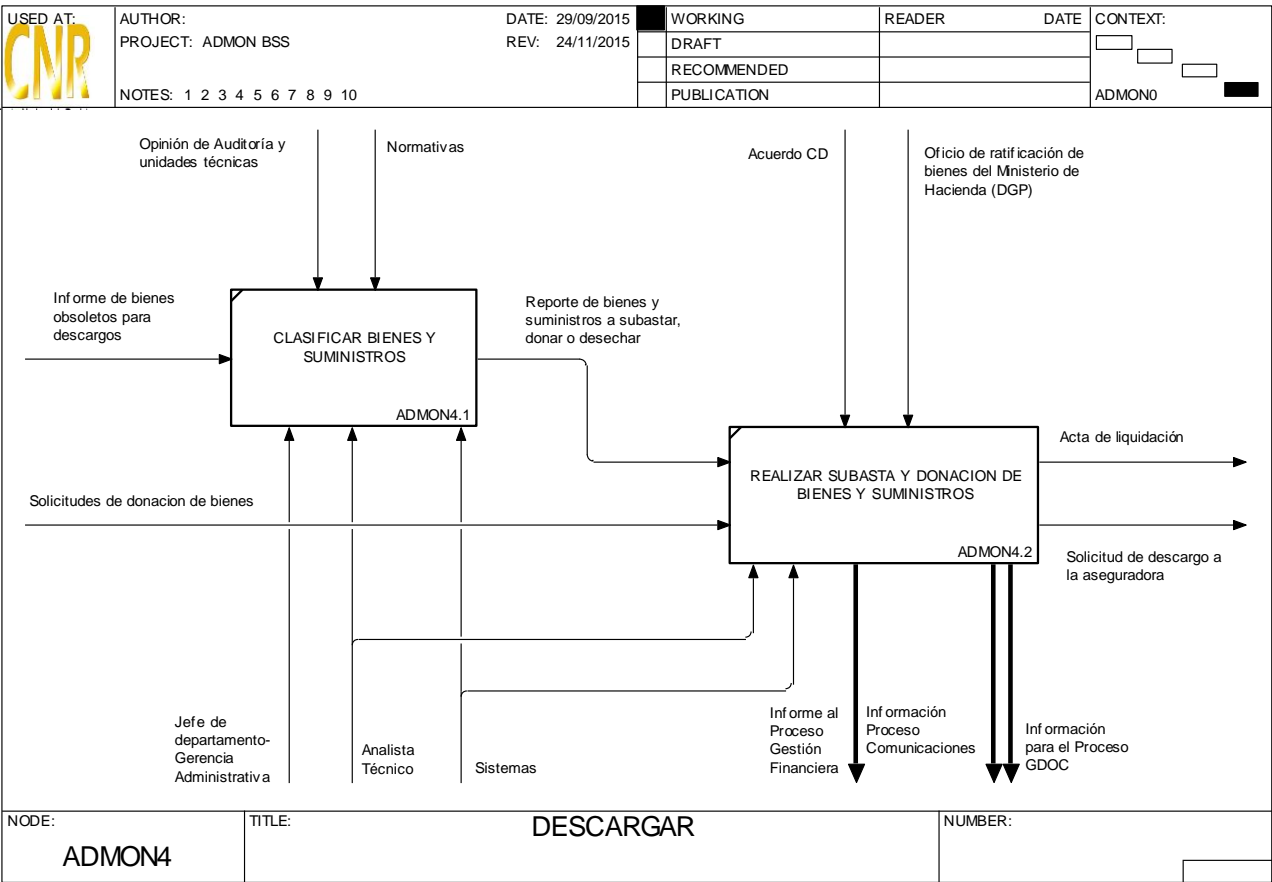 USED AT:
CNR
AUTHOR:
DATE: 29/09/2015
PROJECT: ADMON BSS
REV: 24/11/2015
NOTES: 1 2 3 4 5 6 7 8 9 10
WORKING
DRAFT
RECOMMENDED
PUBLICATION
READER
DATE
CONTEXT:
ADMON0
Opinión de Auditoría y
unidades técnicas
Normativas
Acuerdo CD
Oficio de ratificación de
bienes del Ministerio de
Hacienda (DGP)
Informe de bienes
obsoletos para
descargos
CLASIFICAR BIENES Y
SUMINISTROS
ADMON4.1
Reporte de bienes y
suministros a subastar,
donar o desechar
Solicitudes de donacion de bienes
REALIZAR SUBASTA Y DONACION DE
BIENES Y SUMINISTROS
ADMON4.2
Acta de liquidación
Solicitud de descargo a
la aseguradora
Jefe de
departamento-
Gerencia
Administrativa
Analista
Técnico
Sistemas
Informe al
Proceso
Gestión
Financiera
Información
Proceso
Comunicaciones
Información
para el Proceso
GDOC
NODE:
ADMON4
TITLE:
DESCARGAR
NUMBER: